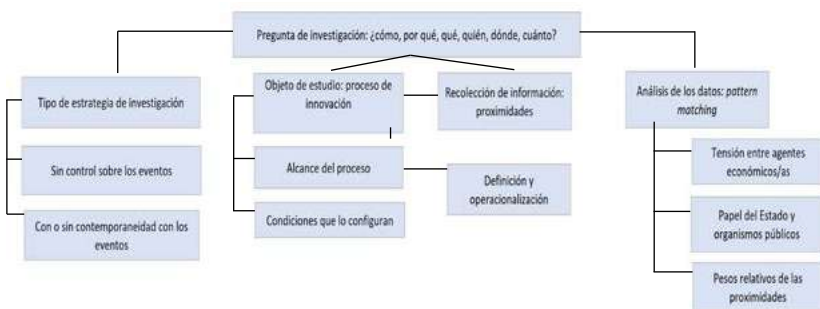 Pregunta de investigación: ¿cómo, por qué, qué, quién, dónde, cuánto?
Tipo de estrategia de investigación
Sin control sobre los eventos
Con o sin contemporaneidad con los
eventos
Objeto de estudio: proceso de
innovación
Recolección de información:
proximidades
Alcance del proceso
Definición y
operacionalización
Condiciones que lo configuran
Análisis de los datos: pattern
matching
Tensión entre agentes
económicos/as
Papel del Estado y
organismos públicos
Pesos relativos de las
proximidades